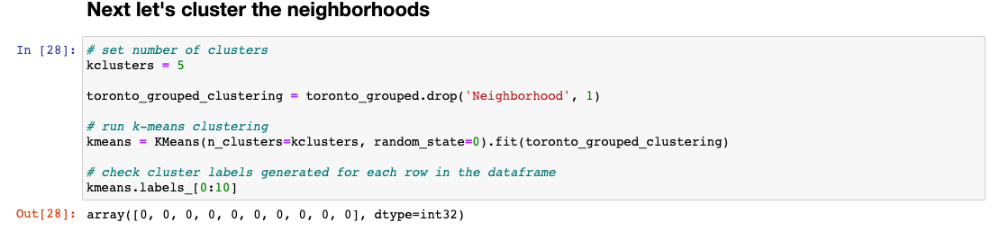 Next let's cluster the neighborhoods
In [28]: # set number of clusters
kclusters = 5
toronto_grouped_clustering = toronto_grouped.drop('Neighborhood', 1)
# run k-means clustering
kmeans = KMeans(n_clusters=kclusters, random_state=0).fit(toronto_grouped_clustering)
# check cluster labels generated for each row in the dataframe
kmeans.labels_[0:10]
Out[28]: array([0, 0, 0, 0, 0, 0, 0, 0, 0, 0], dtype=int32)